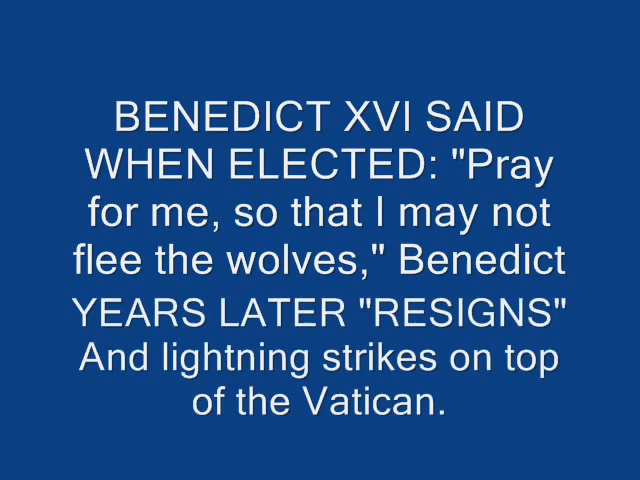 BENEDICT XVI SAID
WHEN ELECTED: "Pray
for me, so that I may not
flee the wolves," Benedict
YEARS LATER "RESIGNS"
And lightning strikes on top
of the Vatican.